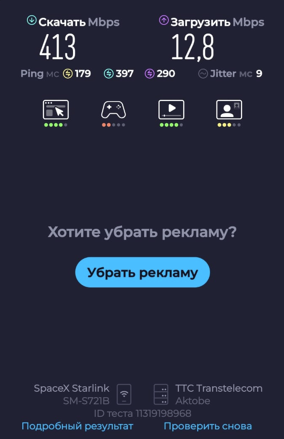 Скачать Mbps
Загрузить Mbps
413
12,8
Ping мс 179 397 290 Jitter мс 9
Хотите убрать рекламу?
Убрать рекламу
SpaceX Starlink
SM-S721B
TTC Transtelecom
Aktobe
ID теста 11319198968
Подробный результат
Проверить снова